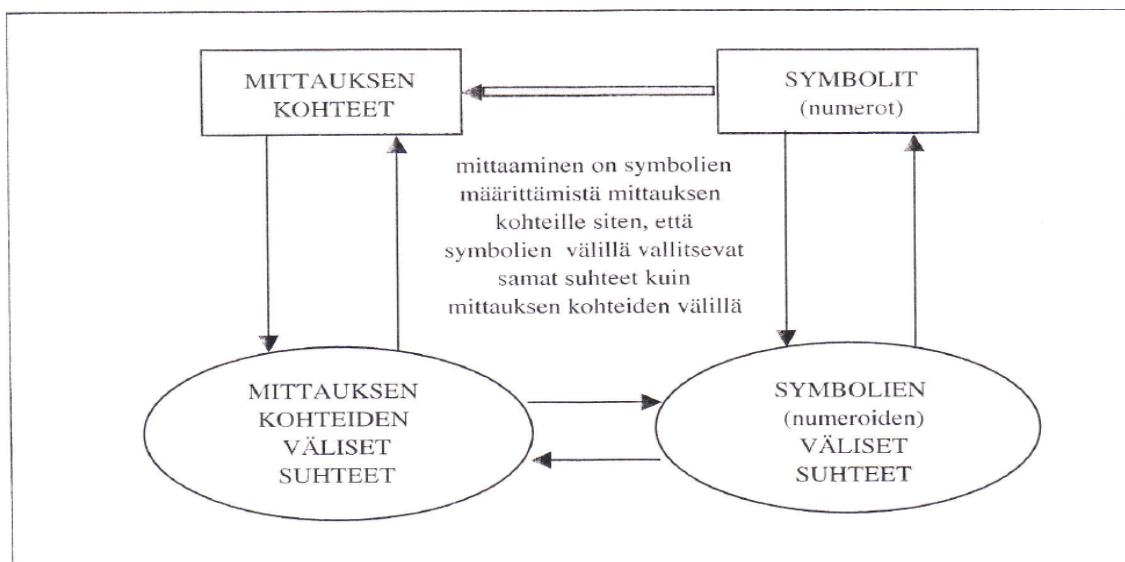 MITTAUKSEN
KOHTEET
SYMBOLIT
(numerot)
mittaaminen on symbolien
määrittämistä mittauksen
kohteille siten, että
symbolien välillä vallitsevat
samat suhteet kuin
mittauksen kohteiden välillä
MITTAUKSEN
KOHTEIDEN
VÄLISET
SUHTEET
SYMBOLIEN
(numeroiden)
VÄLISET
SUHTEET